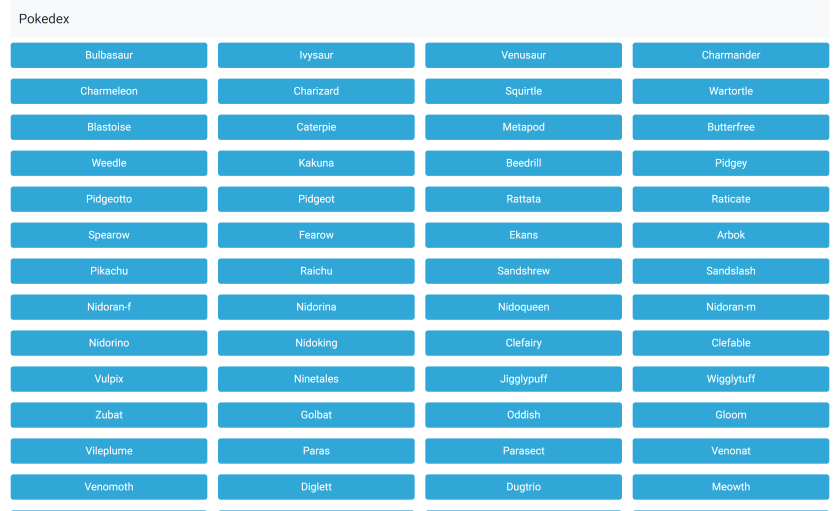 Pokedex
Bulbasaur Ivysaur Venusaur Charmander
Charmeleon Charizard Squirtle Wartortle
Blastoise Caterpie Metapod Butterfree
Weedle Kakuna Beedrill Pidgey
Pidgeotto Pidgeot Rattata Raticate
Spearow Fearow Ekans Arbok
Pikachu Raichu Sandshrew Sandslash
Nidoran-f Nidorina Nidoqueen Nidoran-m
Nidorino Nidoking Clefairy Clefable
Vulpix Ninetales Jigglypuff Wigglytuff
Zubat Golbat Oddish Gloom
Vileplume Paras Parasect Venonat
Venomoth Diglett Dugtrio Meowth